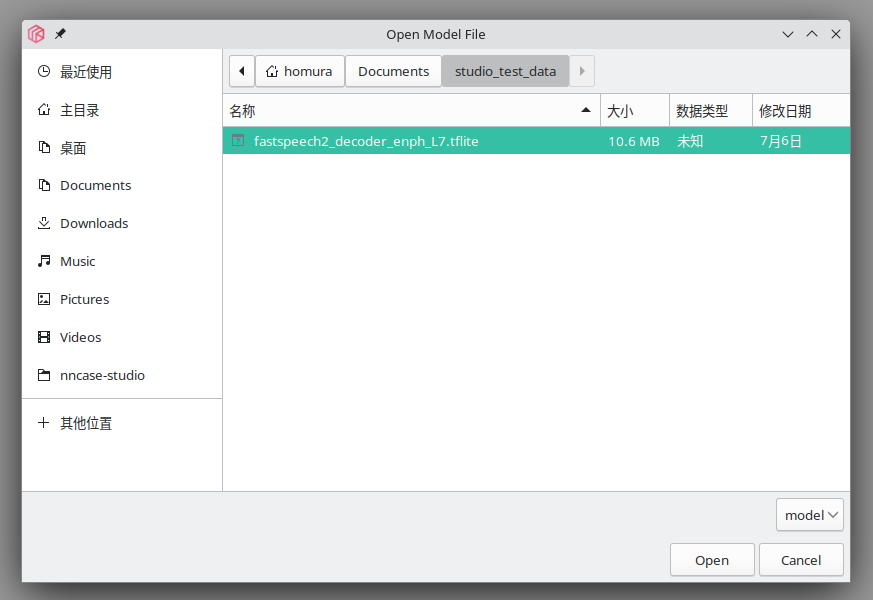 Open Model File
最近使用
主目录
桌面
Documents
Downloads
Music
Pictures
Videos
nncase-studio
其他位置
homura Documents studio_test_data
名称 大小 数据类型 修改日期
fastspeech2_decoder_enph_L7.tflite 10.6 MB 未知 7月6日
model
Open Cancel